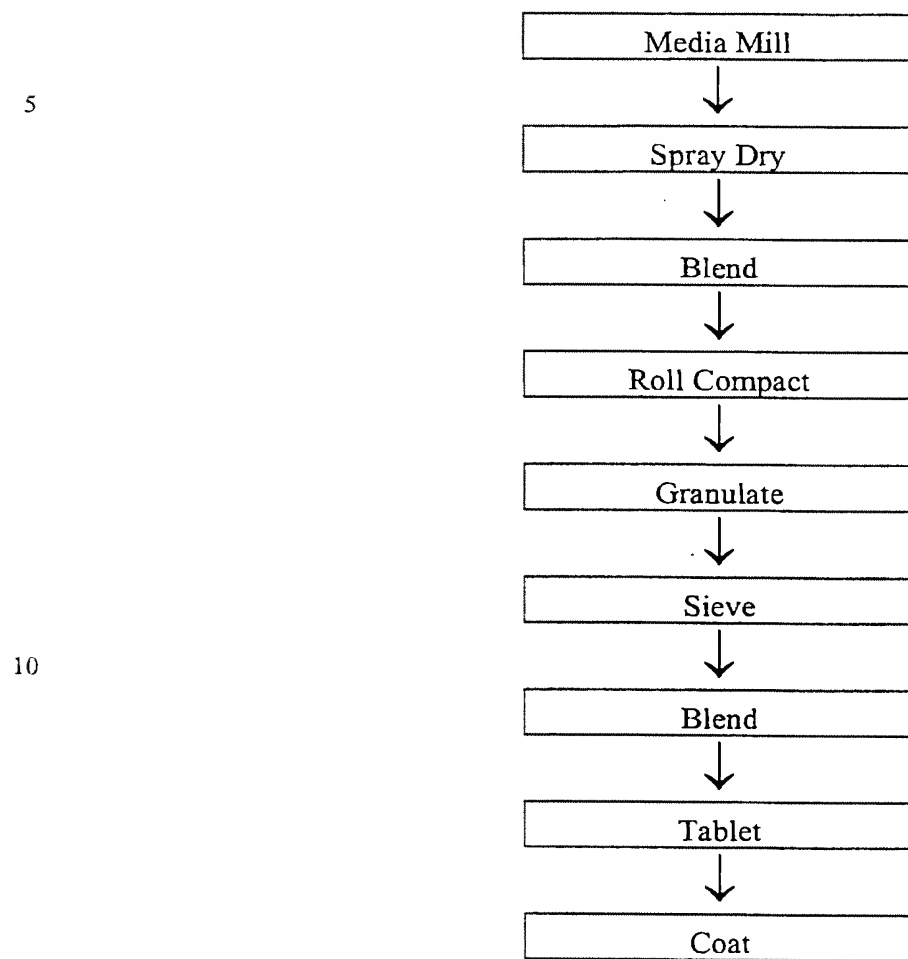 Media Mill
5
Spray Dry
Blend
Roll Compact
Granulate
Sieve
10
Blend
Tablet
Coat